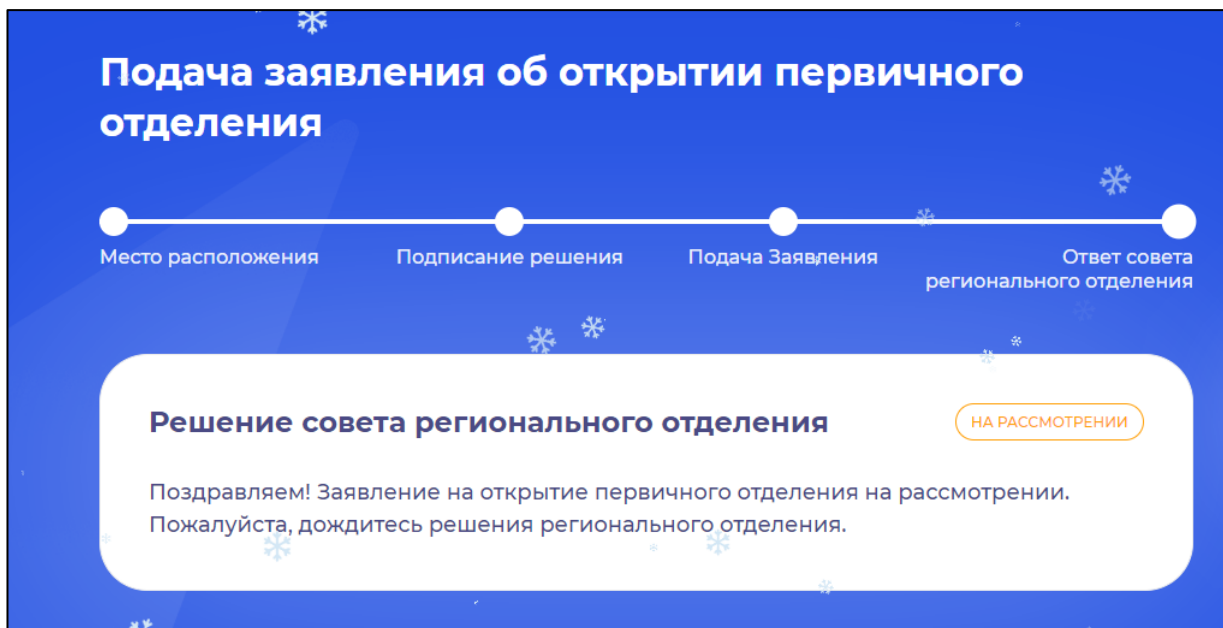 Подача заявления об открытии первичного
отделения
Место расположения
Подписание решения
Подача Заявления
Ответ совета
регионального отделения
Решение совета регионального отделения
НА РАССМОТРЕНИИ
Поздравляем! Заявление на открытие первичного отделения на рассмотрении.
Пожалуйста, дождитесь решения регионального отделения.